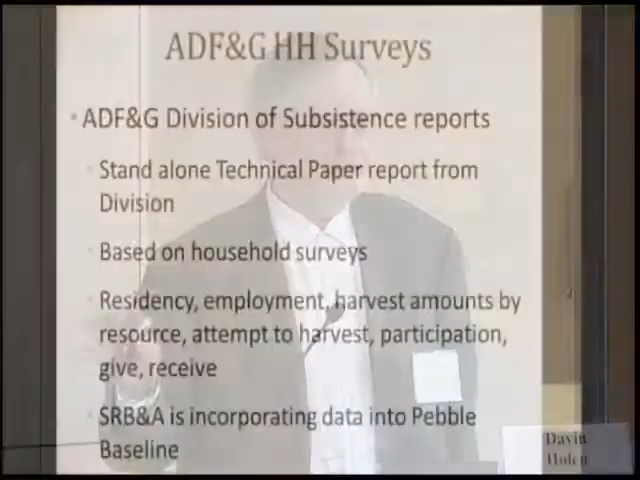 ADF&G HH Surveys
ADF&G Division of Subsistence reports
Stand alone Technical Paper report from
Division
Based on household surveys
Residency, employment, harvest amounts by
resource, attempt to harvest, participation,
give, receive
SRB&A is incorporating data into Pebble
Baseline
Davin
Holen